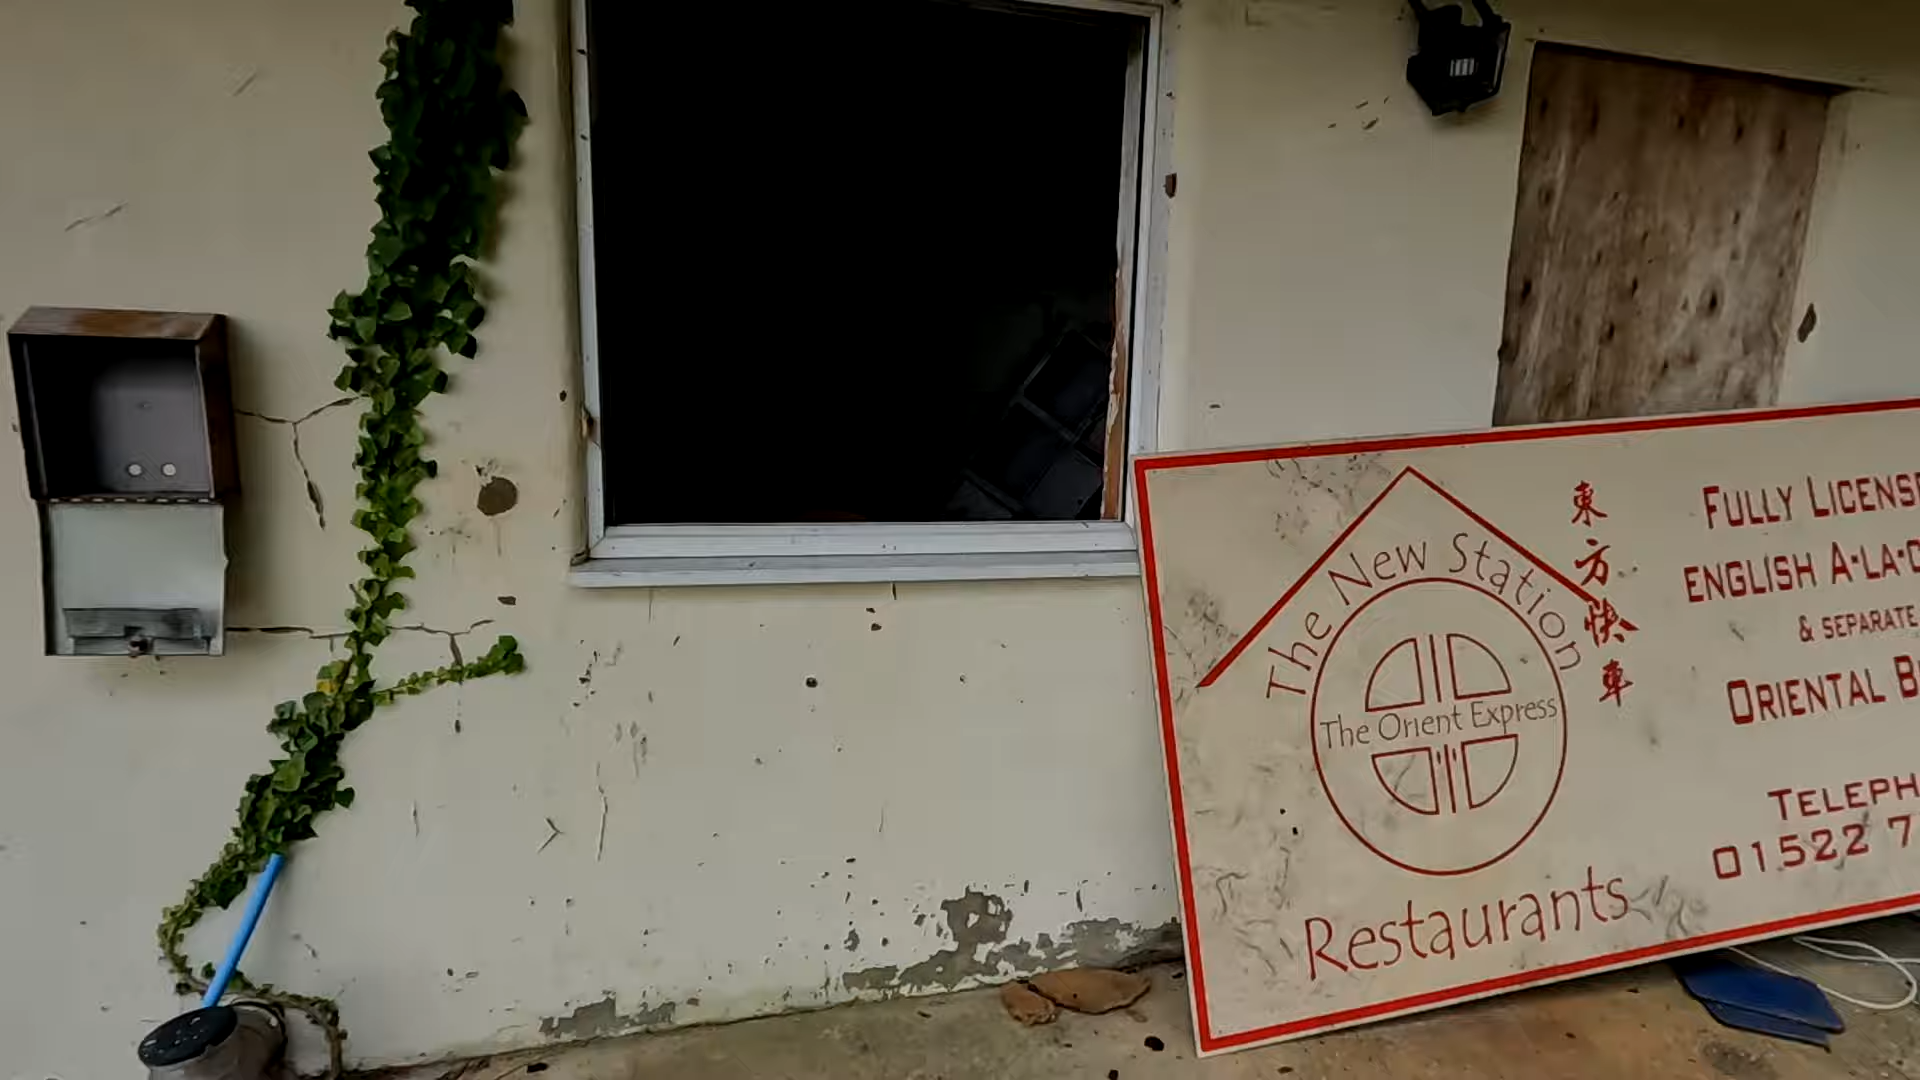 The New Station
The Orient Express
Restaurants
東方快車
FULLY LICENSE
ENGLISH A·LA·C
& SEPARATE
ORIENTAL B
TELEPH
01522 7